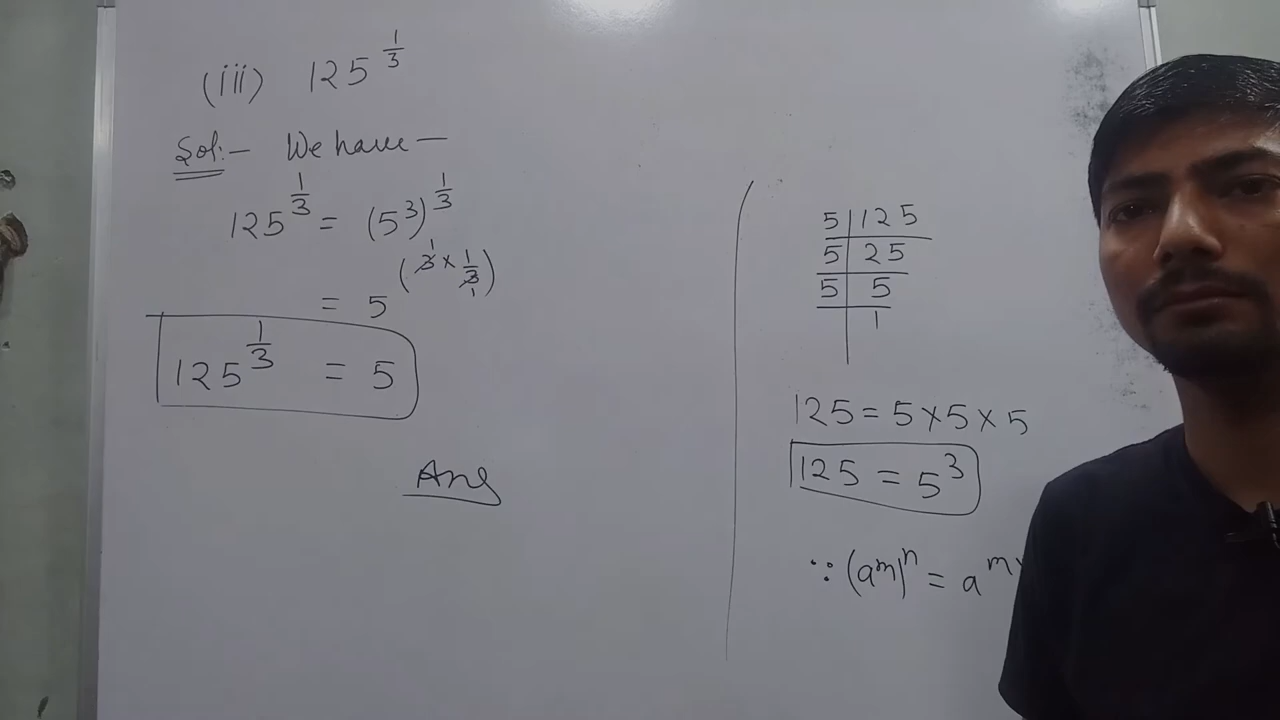 (iii) 125^(1/3)
Sol:- We have-
125^(1/3) = (5^3)^(1/3)
= 5^(3×1/3)
125^(1/3) = 5
Ans
5|125
5|25
5|5
|1
125 = 5×5×5
125 = 5^3
∵ (a^m)^n = a^m